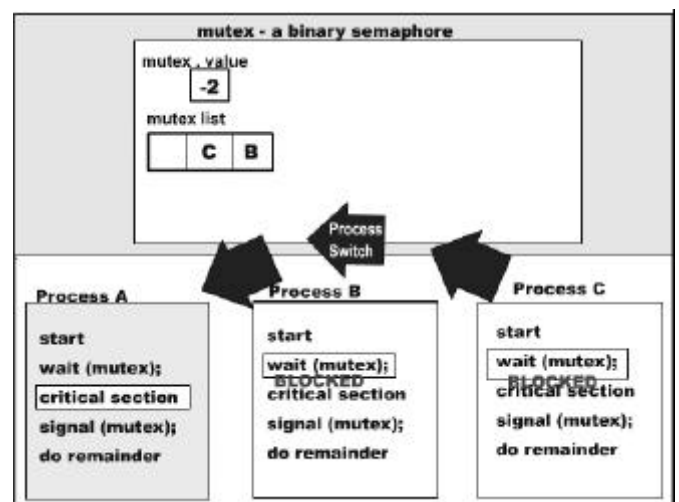 mutex - a binary semaphore
mutex . value
-2
mutex list
C B
Process
Switch
Process A
start
wait (mutex);
critical section
signal (mutex);
do remainder
Process B
start
wait (mutex);
BLOCKED
critical section
signal (mutex);
do remainder
Process C
start
wait (mutex);
BLOCKED
critical section
signal (mutex);
do remainder